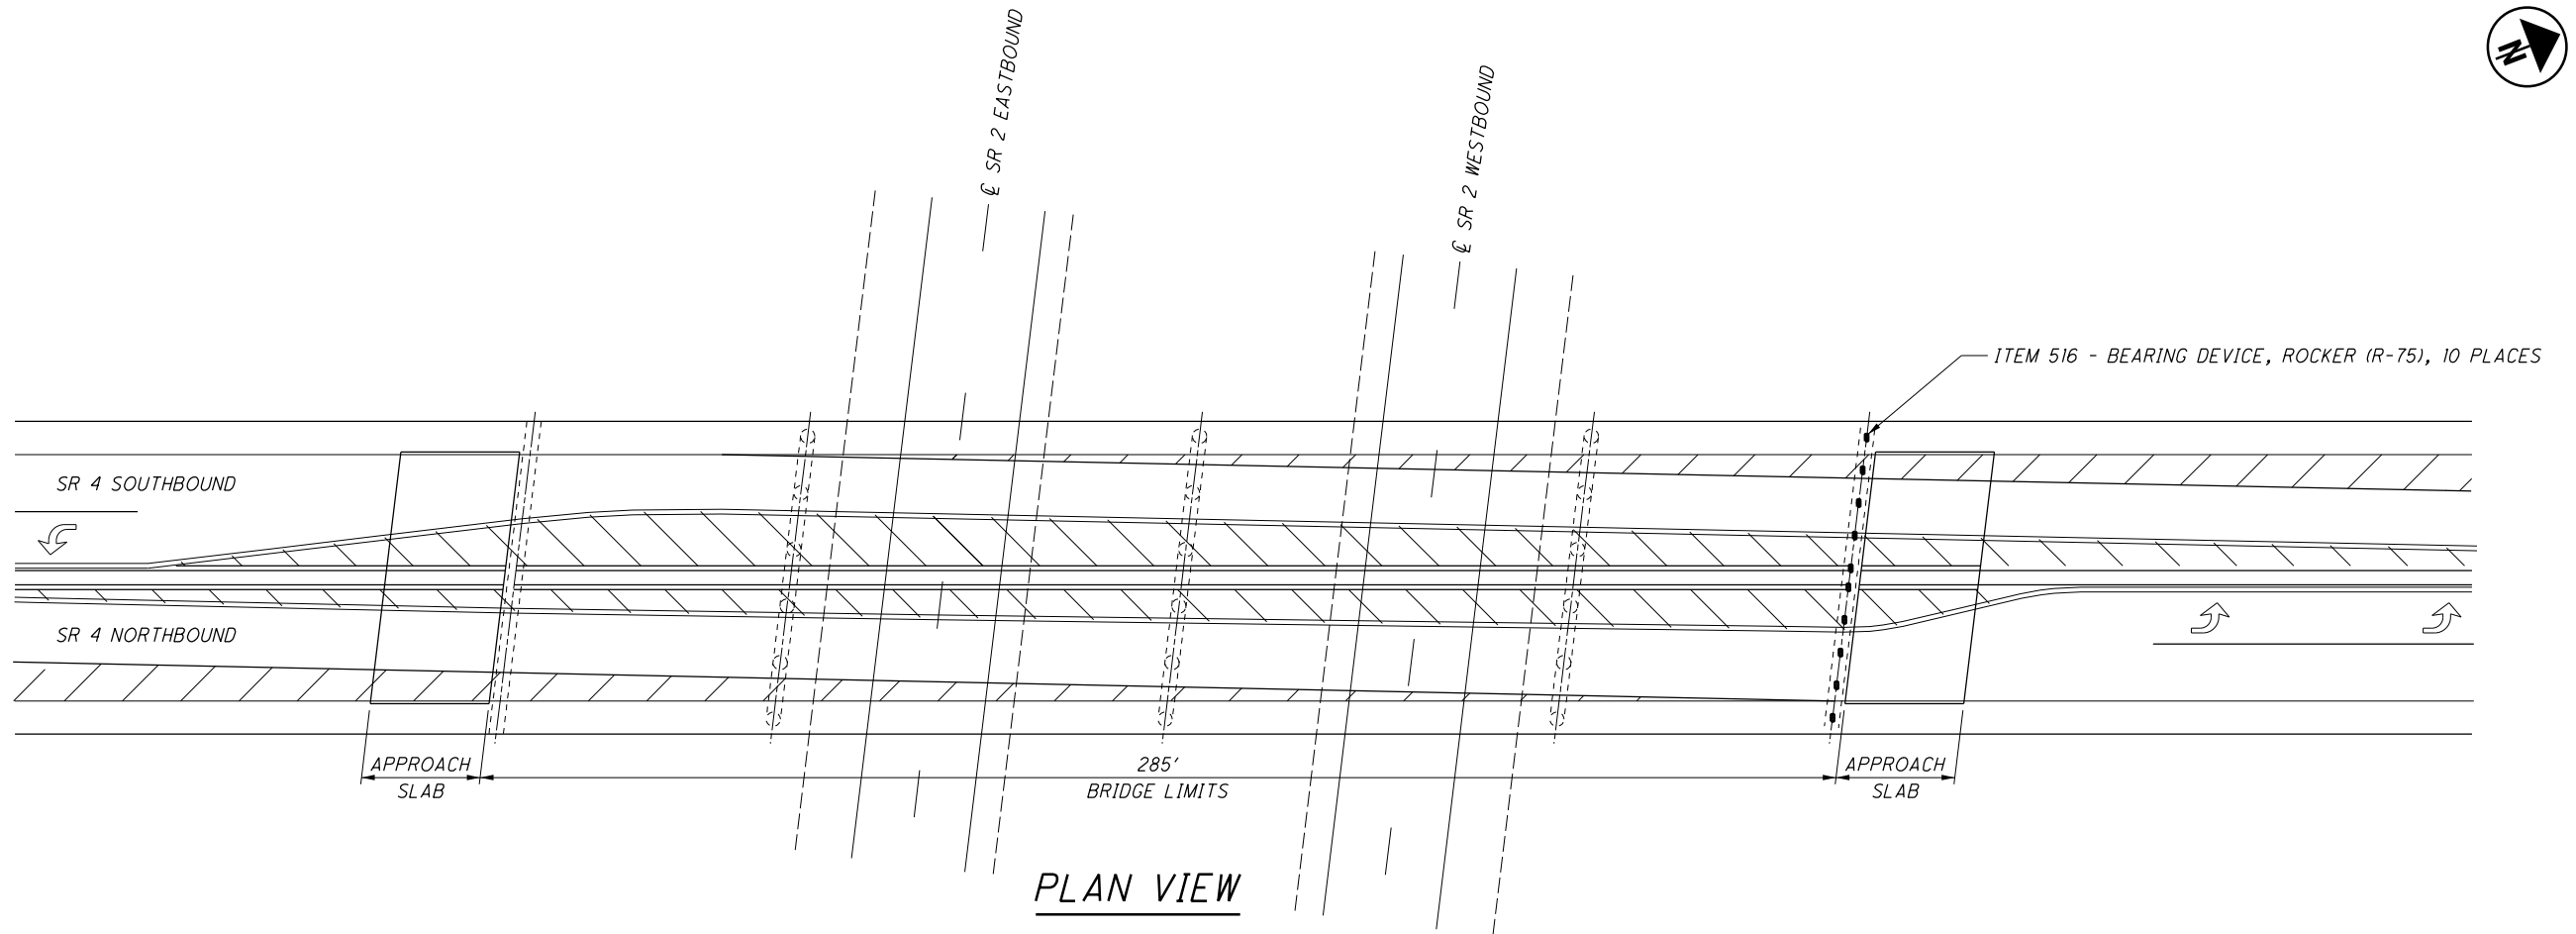 N
℄ SR 2 EASTBOUND
℄ SR 2 WESTBOUND
ITEM 516 - BEARING DEVICE, ROCKER (R-75), 10 PLACES
SR 4 SOUTHBOUND
SR 4 NORTHBOUND
APPROACH
SLAB
285'
BRIDGE LIMITS
APPROACH
SLAB
PLAN VIEW